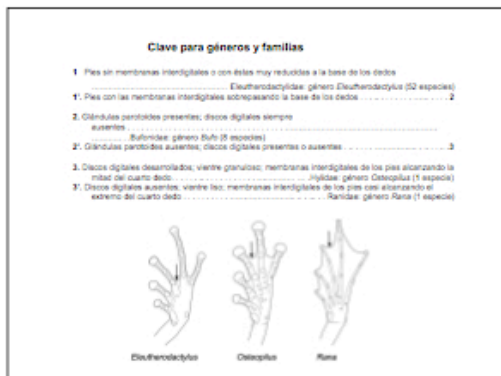 Clave para géneros y familias
1 Pies sin membranas interdigitales o con éstas muy reducidas a la base de los dedos
........................................ Eleutherodactylidae: género Eleutherodactylus (52 especies)
1'. Pies con las membranas interdigitales sobrepasando la base de los dedos ........................ 2
2. Glándulas parotoides presentes; discos digitales siempre
ausentes ........................................
............Bufonidae: género Bufo (8 especies)
2'. Glándulas parotoides ausentes; discos digitales presentes o ausentes ........................ 3
3. Discos digitales desarrollados; vientre granuloso; membranas interdigitales de los pies alcanzando la
mitad del cuarto dedo ........................................ Hylidae: género Osteopilus (1 especie)
3'. Discos digitales ausentes; vientre liso; membranas interdigitales de los pies casi alcanzando el
extremo del cuarto dedo ........................................ Ranidae: género Rana (1 especie)
Eleutherodactylus Osteopilus Rana